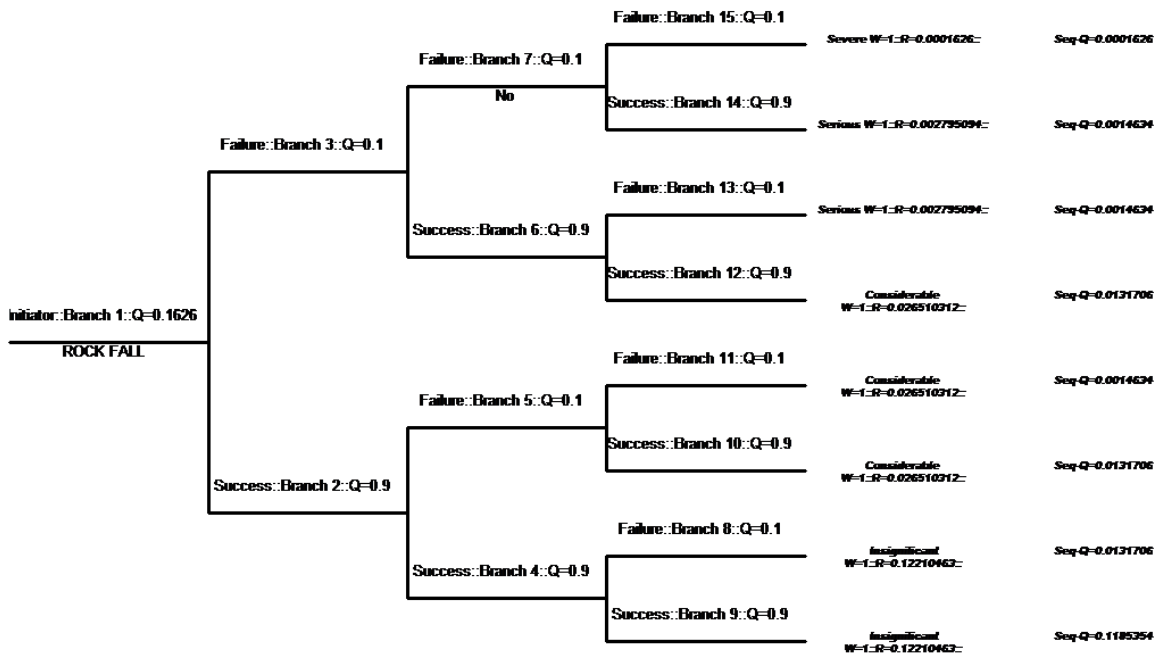 Failure::Branch 15::Q=0.1
Severe W=1::R=0.0001626:: Seq-Q=0.0001626
Failure::Branch 7::Q=0.1
No
Success::Branch 14::Q=0.9
Serious W=1::R=0.002795094:: Seq-Q=0.0014634
Failure::Branch 3::Q=0.1
Failure::Branch 13::Q=0.1
Serious W=1::R=0.002795094:: Seq-Q=0.0014634
Success::Branch 6::Q=0.9
Success::Branch 12::Q=0.9
Considerable
W=1::R=0.026510312:: Seq-Q=0.0131706
Initiator::Branch 1::Q=0.1626
ROCK FALL
Failure::Branch 11::Q=0.1
Considerable
W=1::R=0.026510312:: Seq-Q=0.0014634
Failure::Branch 5::Q=0.1
Success::Branch 10::Q=0.9
Considerable
W=1::R=0.026510312:: Seq-Q=0.0131706
Success::Branch 2::Q=0.9
Failure::Branch 8::Q=0.1
Insignificant
W=1::R=0.12210463:: Seq-Q=0.0131706
Success::Branch 4::Q=0.9
Success::Branch 9::Q=0.9
Insignificant
W=1::R=0.12210463:: Seq-Q=0.1185354